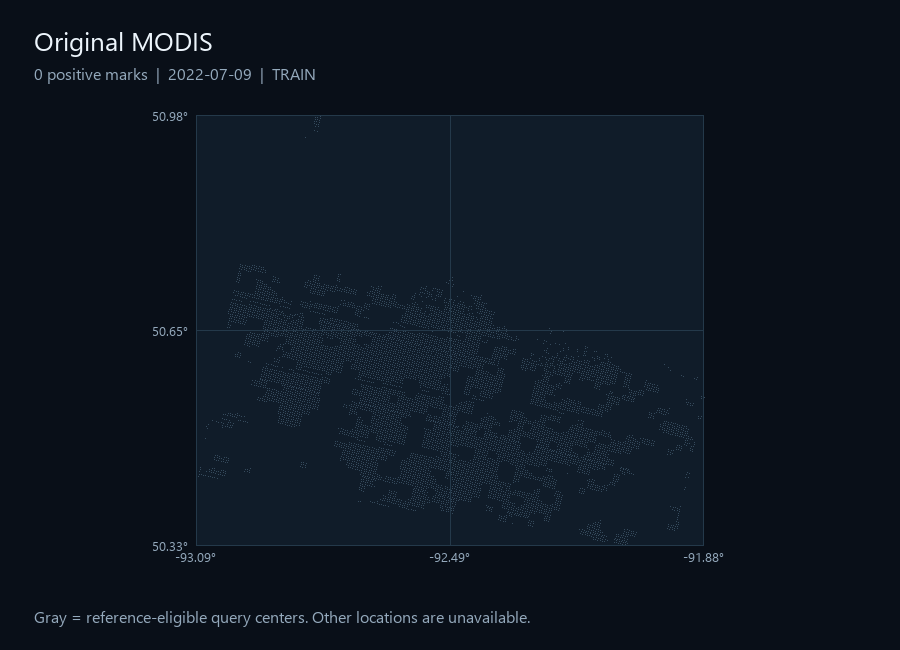 Original MODIS
0 positive marks | 2022-07-09 | TRAIN
50.98°
50.65°
50.33°
-93.09°
-92.49°
-91.88°
Gray = reference-eligible query centers. Other locations are unavailable.